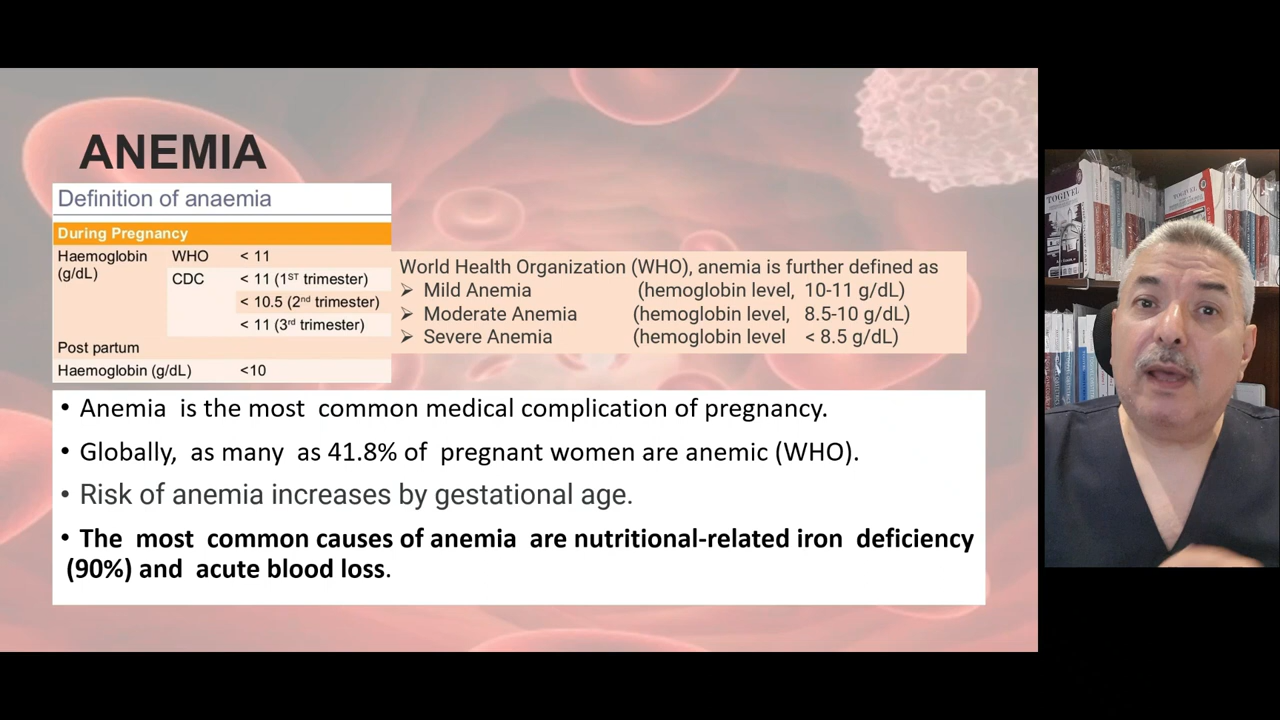 ANEMIA
Definition of anaemia
During Pregnancy
Haemoglobin (g/dL) WHO < 11
CDC < 11 (1ST trimester)
< 10.5 (2nd trimester)
< 11 (3rd trimester)
Post partum
Haemoglobin (g/dL) <10
World Health Organization (WHO), anemia is further defined as
➢ Mild Anemia (hemoglobin level, 10-11 g/dL)
➢ Moderate Anemia (hemoglobin level, 8.5-10 g/dL)
➢ Severe Anemia (hemoglobin level < 8.5 g/dL)
• Anemia is the most common medical complication of pregnancy.
• Globally, as many as 41.8% of pregnant women are anemic (WHO).
• Risk of anemia increases by gestational age.
• The most common causes of anemia are nutritional-related iron deficiency
(90%) and acute blood loss.
TOGIVEL
TOGIVEL